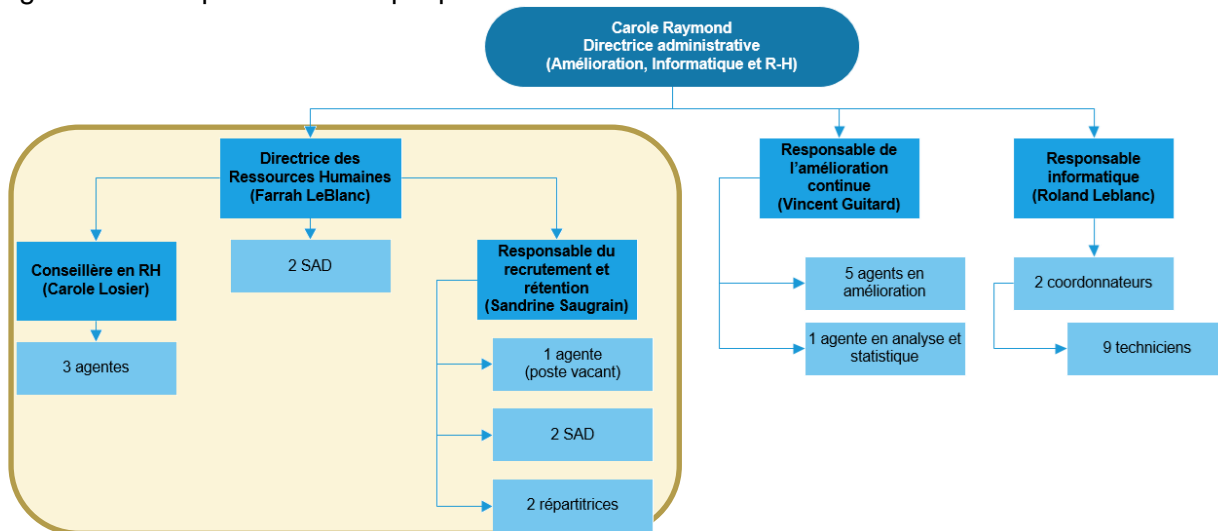 Carole Raymond
Directrice administrative
(Amélioration, Informatique et R-H)
Directrice des
Ressources Humaines
(Farrah LeBlanc)
Responsable de
l'amélioration
continue
(Vincent Guitard)
Responsable
informatique
(Roland Leblanc)
Conseillère en RH
(Carole Losier)
2 SAD
Responsable du
recrutement et
rétention
(Sandrine Saugrain)
5 agents en
amélioration
2 coordonnateurs
3 agentes
1 agente
(poste vacant)
1 agente en analyse et
statistique
9 techniciens
2 SAD
2 répartitrices